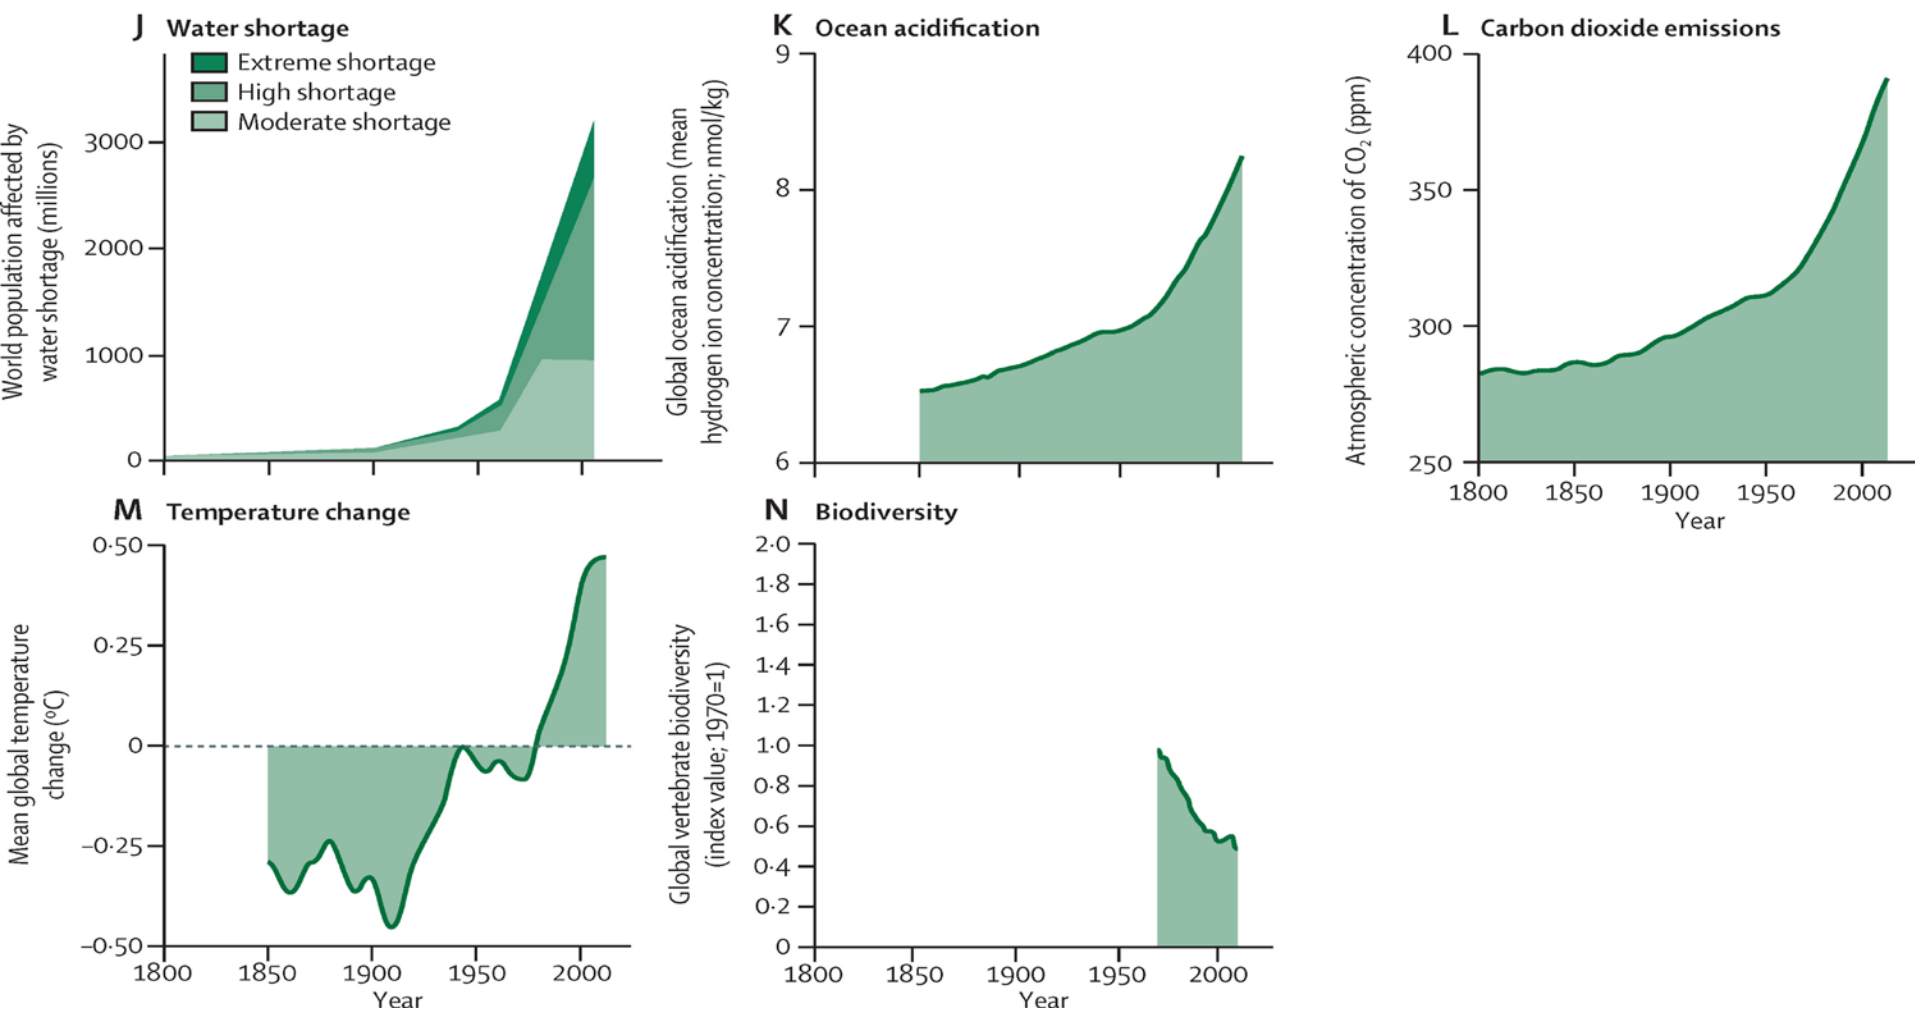 J Water shortage
Extreme shortage
High shortage
Moderate shortage
World population affected by
water shortage (millions)
3000
2000
1000
0
K Ocean acidification
Global ocean acidification (mean
hydrogen ion concentration; nmol/kg)
9
8
7
6
L Carbon dioxide emissions
Atmospheric concentration of CO₂ (ppm)
400
350
300
250
1800 1850 1900 1950 2000
Year
M Temperature change
Mean global temperature
change (ºC)
0·50
0·25
0
–0·25
–0·50
1800 1850 1900 1950 2000
Year
N Biodiversity
Global vertebrate biodiversity
(index value; 1970=1)
2·0
1·8
1·6
1·4
1·2
1·0
0·8
0·6
0·4
0·2
0
1800 1850 1900 1950 2000
Year